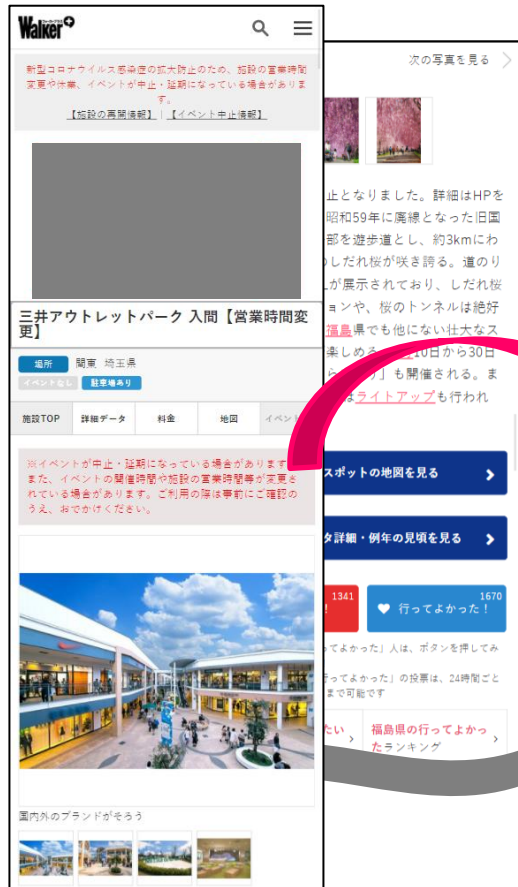 Walker
新型コロナウイルス感染症の拡大防止のため、施設の営業時間
変更や休業、イベントが中止・延期になっている場合がありま
す。
【施設の再開情報】 | 【イベント中止情報】
三井アウトレットパーク 入間【営業時間変
更】
場所 関東 埼玉県
イベントなし 駐車場あり
施設TOP 詳細データ 料金 地図 イベン
※イベントが中止・延期になっている場合があります
また、イベントの開催時間や施設の営業時間等が変更さ
れている場合があります。ご利用の際は事前にご確認の
うえ、おでかけください。
国内外のブランドがそろう
次の写真を見る
止となりました。詳細はHPを
昭和59年に廃線となった旧国
部を遊歩道とし、約3kmにわ
しだれ桜が咲き誇る。道のり
が展示されており、しだれ桜
ョンや、桜のトンネルは絶好
福島県でも他にない壮大なス
楽しめる
10日から30日
り」も開催される。ま
はライトアップも行われ
スポットの地図を見る
タ詳細・例年の見頃を見る
1341
！
1670
行ってよかった！
ってよかった」人は、ボタンを押してみ
行ってよかった」の投票は、24時間ごと
まで可能です
たい
福島県の行ってよかっ
たランキング